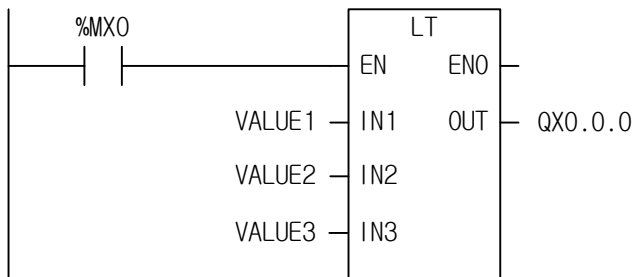 %MX0
LT
EN ENO
VALUE1 IN1 OUT QX0.0.0
VALUE2 IN2
VALUE3 IN3